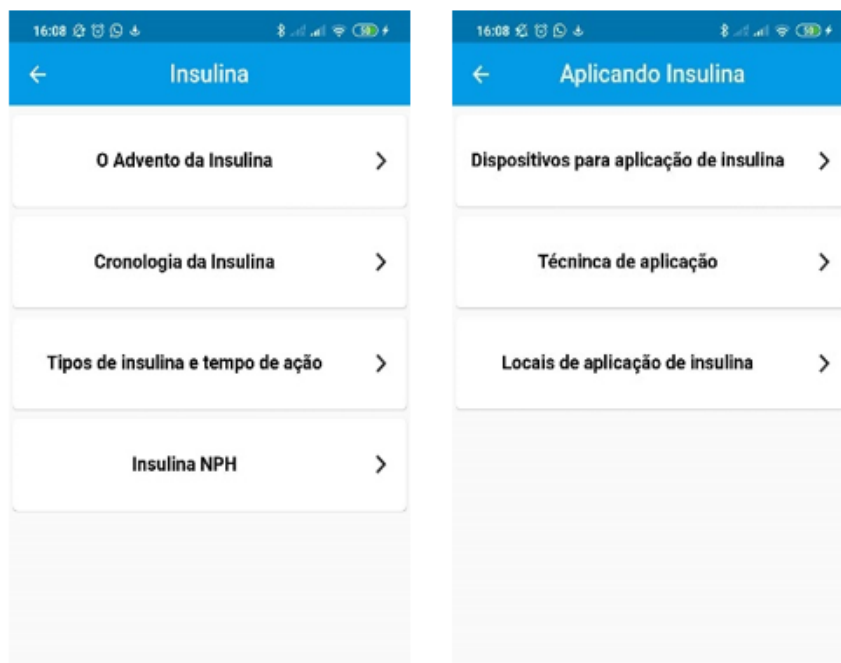 16:08
Insulina
O Advento da Insulina
Cronologia da Insulina
Tipos de insulina e tempo de ação
Insulina NPH
16:08
Aplicando Insulina
Dispositivos para aplicação de insulina
Técninca de aplicação
Locais de aplicação de insulina